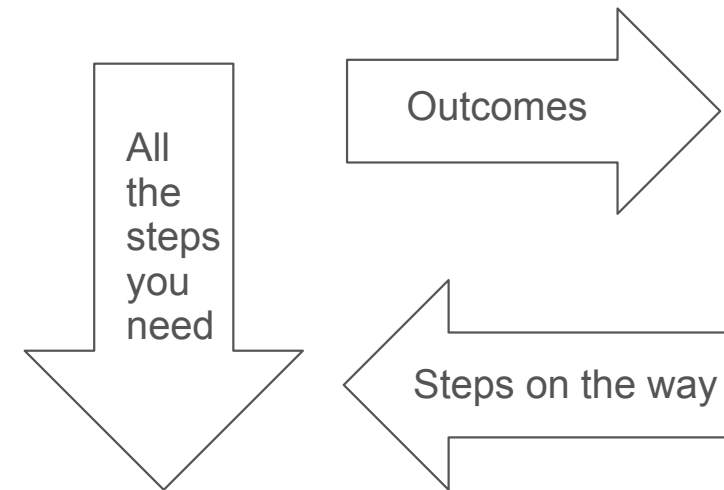 All
the
steps
you
need
Outcomes
Steps on the way